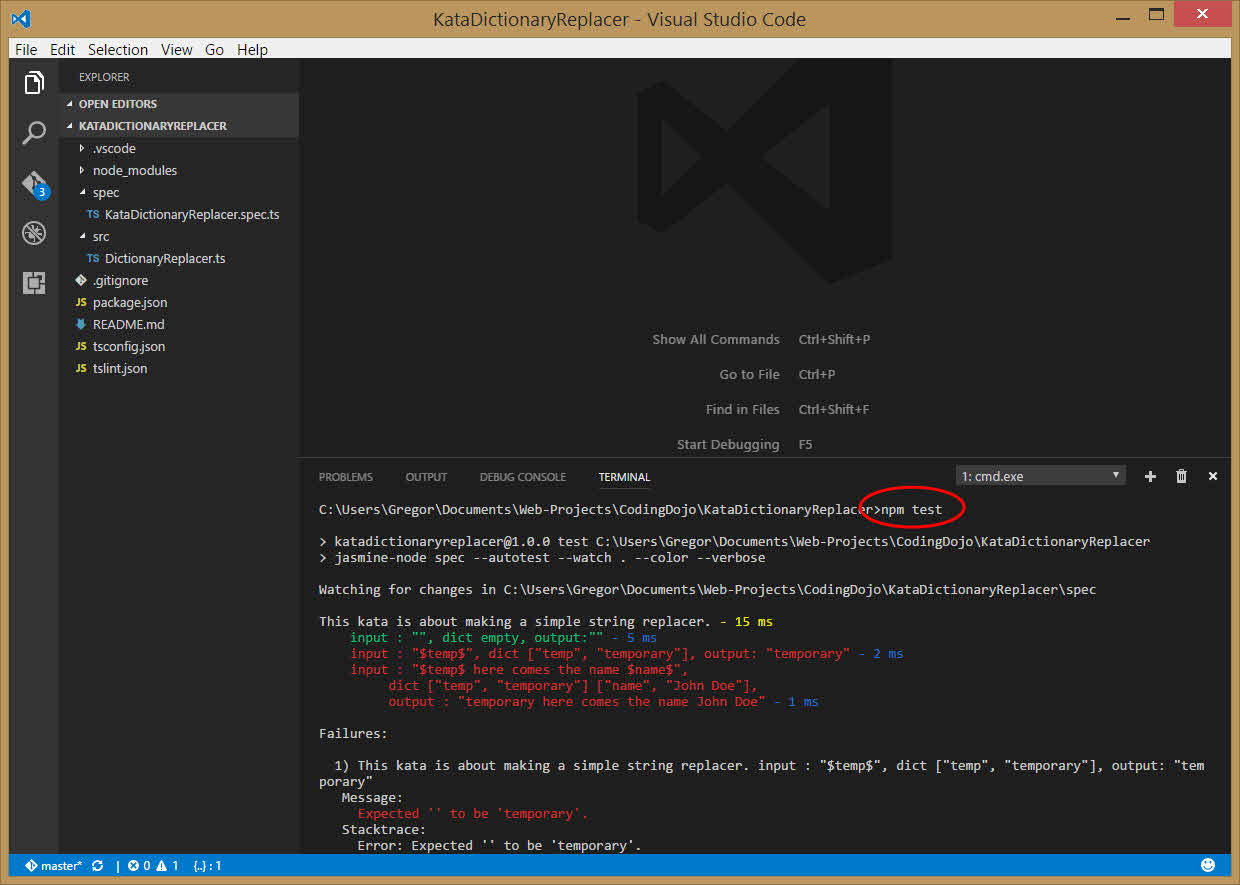 KataDictionaryReplacer - Visual Studio Code
File Edit Selection View Go Help
EXPLORER
OPEN EDITORS
KATADICTIONARYREPLACER
.vscode
node_modules
spec
TS KataDictionaryReplacer.spec.ts
src
TS DictionaryReplacer.ts
.gitignore
JS package.json
README.md
JS tsconfig.json
JS tslint.json
3
Show All Commands Ctrl+Shift+P
Go to File Ctrl+P
Find in Files Ctrl+Shift+F
Start Debugging F5
PROBLEMS OUTPUT DEBUG CONSOLE TERMINAL 1: cmd.exe
C:\Users\Gregor\Documents\Web-Projects\CodingDojo\KataDictionaryReplacer>npm test
> katadictionaryreplacer@1.0.0 test C:\Users\Gregor\Documents\Web-Projects\CodingDojo\KataDictionaryReplacer
> jasmine-node spec --autotest --watch . --color --verbose
Watching for changes in C:\Users\Gregor\Documents\Web-Projects\CodingDojo\KataDictionaryReplacer\spec
This kata is about making a simple string replacer. - 15 ms
input : "", dict empty, output:"" - 5 ms
input : "$temp$", dict ["temp", "temporary"], output: "temporary" - 2 ms
input : "$temp$ here comes the name $name$",
dict ["temp", "temporary"] ["name", "John Doe"],
output : "temporary here comes the name John Doe" - 1 ms
Failures:
1) This kata is about making a simple string replacer. input : "$temp$", dict ["temp", "temporary"], output: "tem
porary"
Message:
Expected '' to be 'temporary'.
Stacktrace:
Error: Expected '' to be 'temporary'.
master* 0 1 {..} : 1